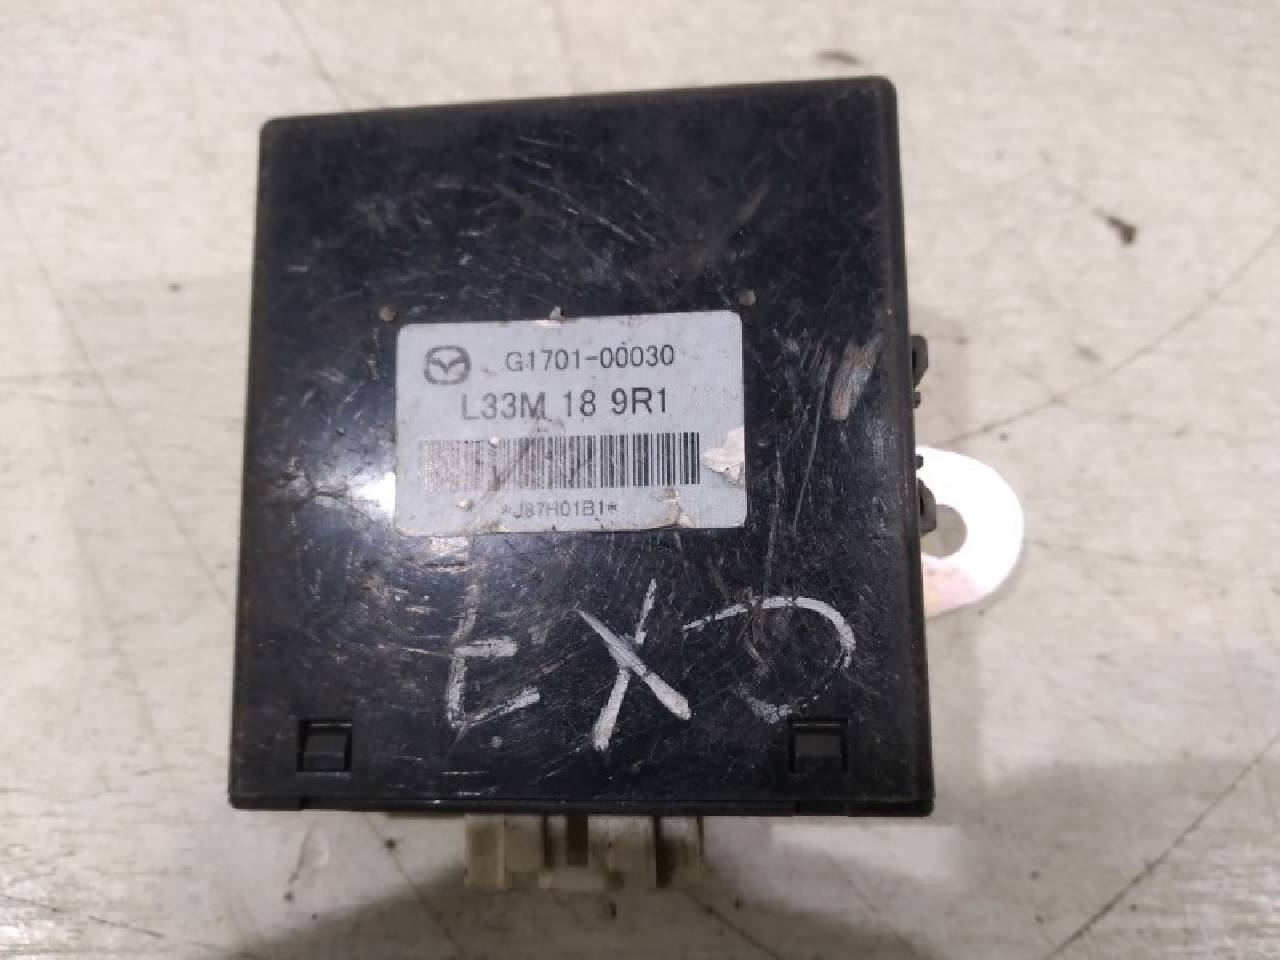 G1701-00030
L33M 18 9R1
*J87H01B1*
EXO